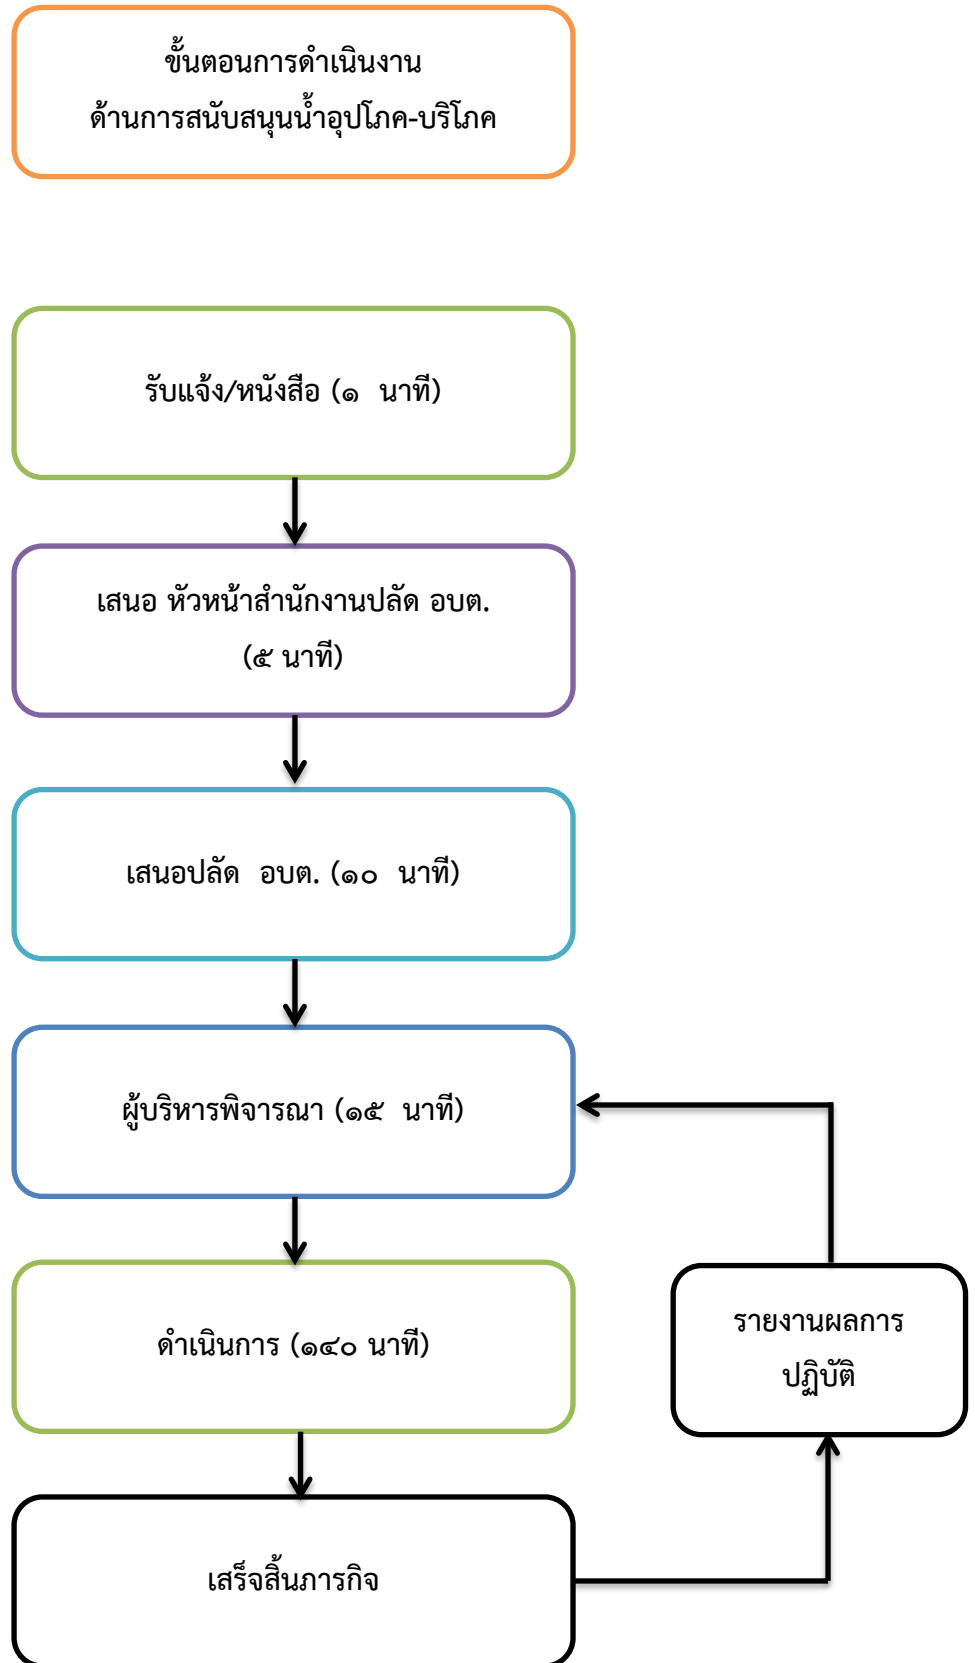 ขั้นตอนการดำเนินงาน
ด้านการสนับสนุนน้ำอุปโภค-บริโภค
รับแจ้ง/หนังสือ (๑ นาที)
เสนอ หัวหน้าสำนักงานปลัด อบต.
(๕ นาที)
เสนอปลัด อบต. (๑๐ นาที)
ผู้บริหารพิจารณา (๑๕ นาที)
ดำเนินการ (๑๔๐ นาที)
รายงานผลการ
ปฏิบัติ
เสร็จสิ้นภารกิจ